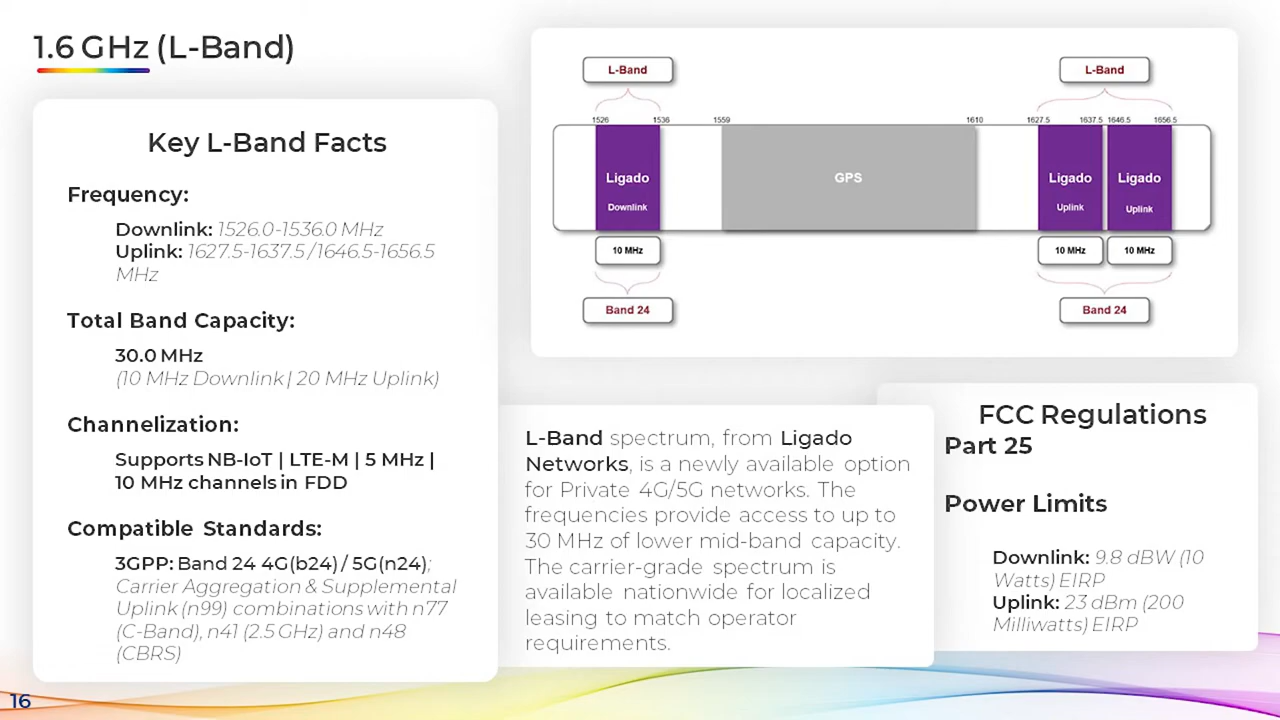 1.6 GHz (L-Band)
Key L-Band Facts
Frequency:
Downlink: 1526.0-1536.0 MHz
Uplink: 1627.5-1637.5 / 1646.5-1656.5
MHz
Total Band Capacity:
30.0 MHz
(10 MHz Downlink | 20 MHz Uplink)
Channelization:
Supports NB-IoT | LTE-M | 5 MHz |
10 MHz channels in FDD
Compatible Standards:
3GPP: Band 24 4G(b24) / 5G(n24);
Carrier Aggregation & Supplemental
Uplink (n99) combinations with n77
(C-Band), n41 (2.5 GHz) and n48
(CBRS)
L-Band L-Band
1526 1536 1559 1610 1627.5 1637.5 1646.5 1656.5
Ligado GPS Ligado Ligado
Downlink Uplink Uplink
10 MHz 10 MHz 10 MHz
Band 24 Band 24
L-Band spectrum, from Ligado
Networks, is a newly available option
for Private 4G/5G networks. The
frequencies provide access to up to
30 MHz of lower mid-band capacity.
The carrier-grade spectrum is
available nationwide for localized
leasing to match operator
requirements.
FCC Regulations
Part 25
Power Limits
Downlink: 9.8 dBW (10
Watts) EIRP
Uplink: 23 dBm (200
Milliwatts) EIRP
16